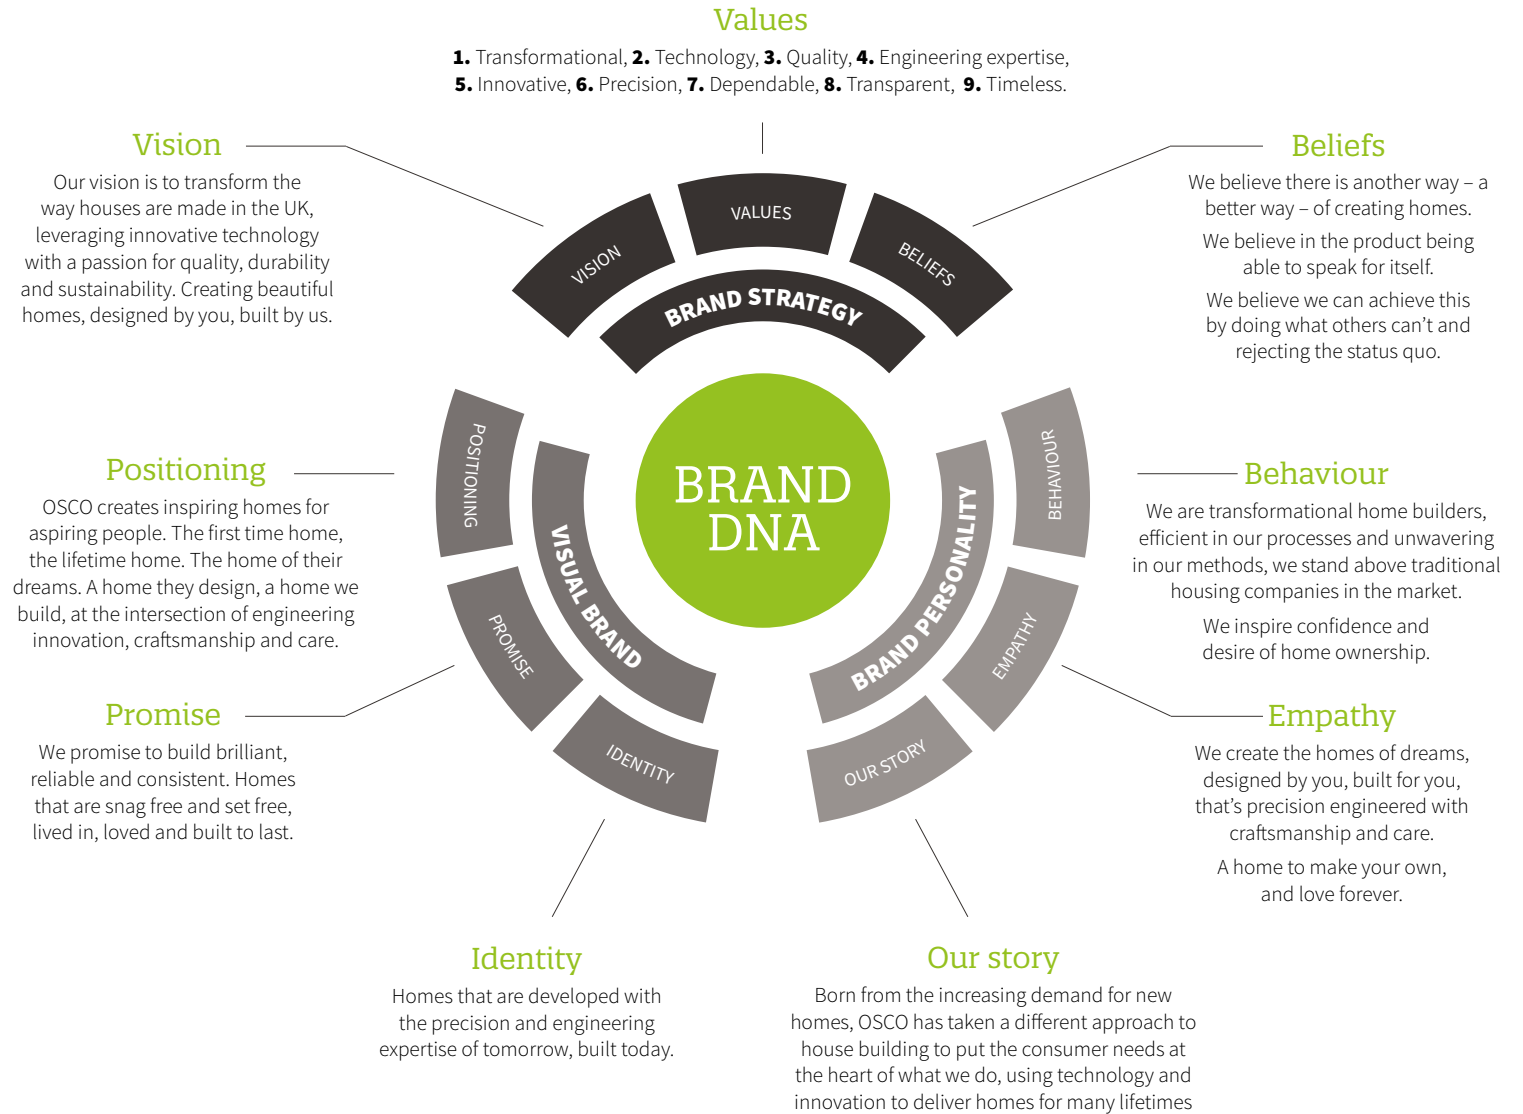 Values
1. Transformational, 2. Technology, 3. Quality, 4. Engineering expertise,
5. Innovative, 6. Precision, 7. Dependable, 8. Transparent, 9. Timeless.
Vision
Our vision is to transform the
way houses are made in the UK,
leveraging innovative technology
with a passion for quality, durability
and sustainability. Creating beautiful
homes, designed by you, built by us.
Beliefs
We believe there is another way – a
better way – of creating homes.
We believe in the product being
able to speak for itself.
We believe we can achieve this
by doing what others can’t and
rejecting the status quo.
VISION
VALUES
BELIEFS
BRAND STRATEGY
Positioning
OSCO creates inspiring homes for
aspiring people. The first time home,
the lifetime home. The home of their
dreams. A home they design, a home we
build, at the intersection of engineering
innovation, craftsmanship and care.
POSITIONING
PROMISE
IDENTITY
VISUAL BRAND
BRAND
DNA
BRAND PERSONALITY
BEHAVIOUR
EMPATHY
OUR STORY
Behaviour
We are transformational home builders,
efficient in our processes and unwavering
in our methods, we stand above traditional
housing companies in the market.
We inspire confidence and
desire of home ownership.
Promise
We promise to build brilliant,
reliable and consistent. Homes
that are snag free and set free,
lived in, loved and built to last.
Empathy
We create the homes of dreams,
designed by you, built for you,
that’s precision engineered with
craftsmanship and care.
A home to make your own,
and love forever.
Identity
Homes that are developed with
the precision and engineering
expertise of tomorrow, built today.
Our story
Born from the increasing demand for new
homes, OSCO has taken a different approach to
house building to put the consumer needs at
the heart of what we do, using technology and
innovation to deliver homes for many lifetimes